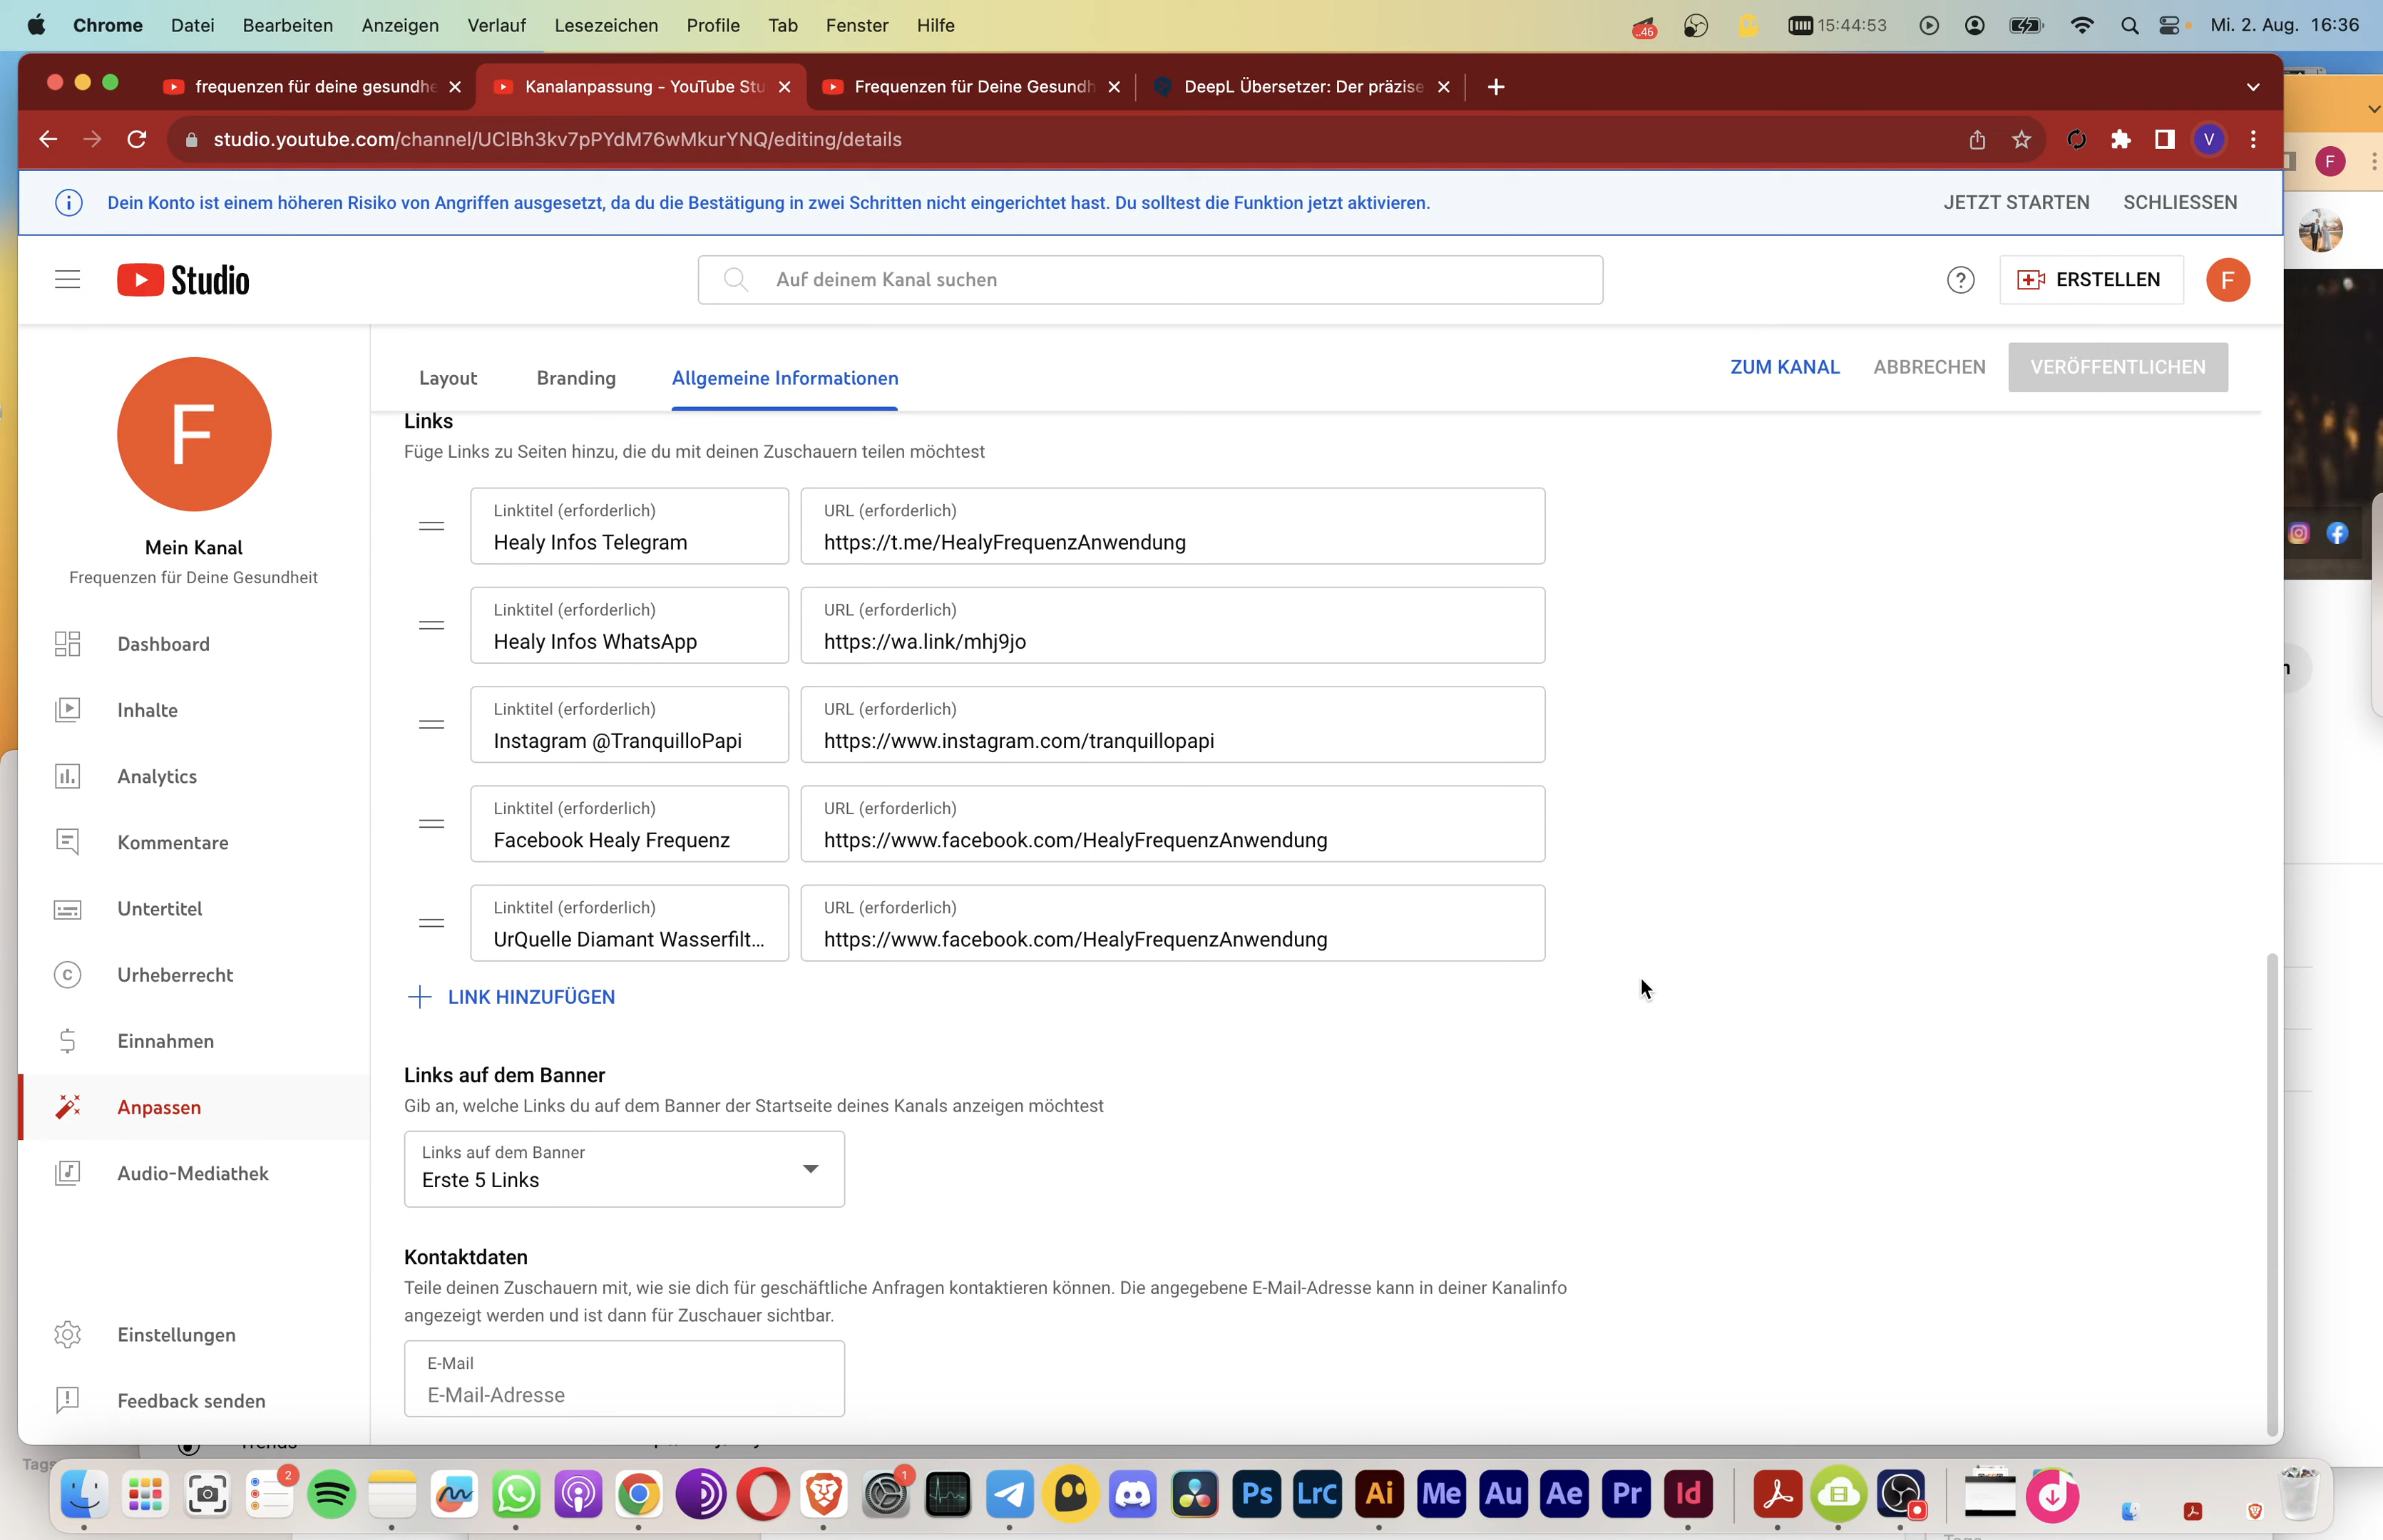 Chrome Datei Bearbeiten Anzeigen Verlauf Lesezeichen Profile Tab Fenster Hilfe
..46 15:44:53 Mi. 2. Aug. 16:36
frequenzen für deine gesundhe
Kanalanpassung - YouTube Stu
Frequenzen für Deine Gesundh
DeepL Übersetzer: Der präzise
studio.youtube.com/channel/UClBh3kv7pPYdM76wMkurYNQ/editing/details
V
F
Dein Konto ist einem höheren Risiko von Angriffen ausgesetzt, da du die Bestätigung in zwei Schritten nicht eingerichtet hast. Du solltest die Funktion jetzt aktivieren.
JETZT STARTEN SCHLIESSEN
Studio
Auf deinem Kanal suchen
ERSTELLEN
F
F
Mein Kanal
Frequenzen für Deine Gesundheit
Dashboard
Inhalte
Analytics
Kommentare
Untertitel
Urheberrecht
Einnahmen
Anpassen
Audio-Mediathek
Einstellungen
Feedback senden
Layout Branding Allgemeine Informationen
ZUM KANAL ABBRECHEN VERÖFFENTLICHEN
Links
Füge Links zu Seiten hinzu, die du mit deinen Zuschauern teilen möchtest
Linktitel (erforderlich) URL (erforderlich)
Healy Infos Telegram https://t.me/HealyFrequenzAnwendung
Linktitel (erforderlich) URL (erforderlich)
Healy Infos WhatsApp https://wa.link/mhj9jo
Linktitel (erforderlich) URL (erforderlich)
Instagram @TranquilloPapi https://www.instagram.com/tranquillopapi
Linktitel (erforderlich) URL (erforderlich)
Facebook Healy Frequenz https://www.facebook.com/HealyFrequenzAnwendung
Linktitel (erforderlich) URL (erforderlich)
UrQuelle Diamant Wasserfilt... https://www.facebook.com/HealyFrequenzAnwendung
LINK HINZUFÜGEN
Links auf dem Banner
Gib an, welche Links du auf dem Banner der Startseite deines Kanals anzeigen möchtest
Links auf dem Banner
Erste 5 Links
Kontaktdaten
Teile deinen Zuschauern mit, wie sie dich für geschäftliche Anfragen kontaktieren können. Die angegebene E-Mail-Adresse kann in deiner Kanalinfo
angezeigt werden und ist dann für Zuschauer sichtbar.
E-Mail
E-Mail-Adresse
Trends
Tags
2
1
Ps LrC Ai Me Au Ae Pr Id